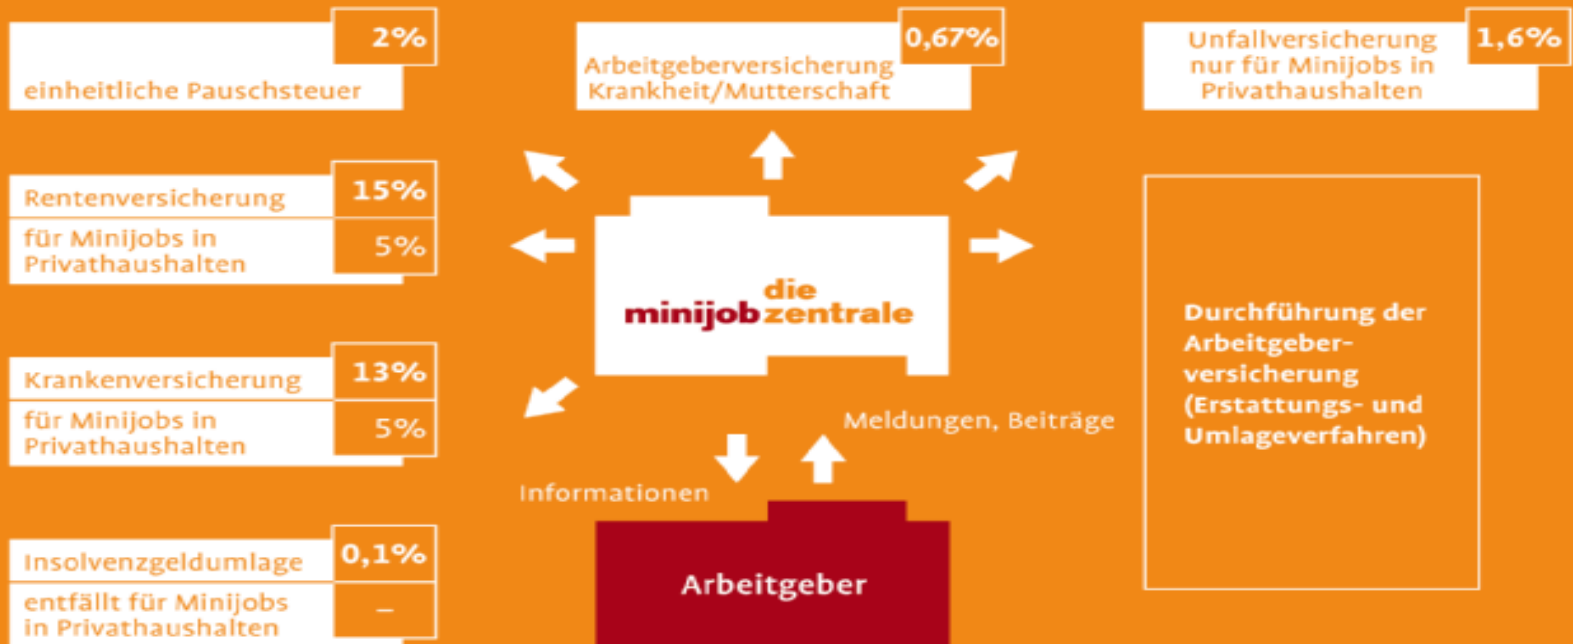 2%
einheitliche Pauschsteuer
0,67%
Arbeitgeberversicherung
Krankheit/Mutterschaft
1,6%
Unfallversicherung
nur für Minijobs in
Privathaushalten
Rentenversicherung
15%
für Minijobs in
Privathaushalten
5%
die
minijob zentrale
Durchführung der
Arbeitgeber-
versicherung
(Erstattungs- und
Umlageverfahren)
Krankenversicherung
13%
für Minijobs in
Privathaushalten
5%
Meldungen, Beiträge
Informationen
Insolvenzgeldumlage
0,1%
entfällt für Minijobs
in Privathaushalten
–
Arbeitgeber